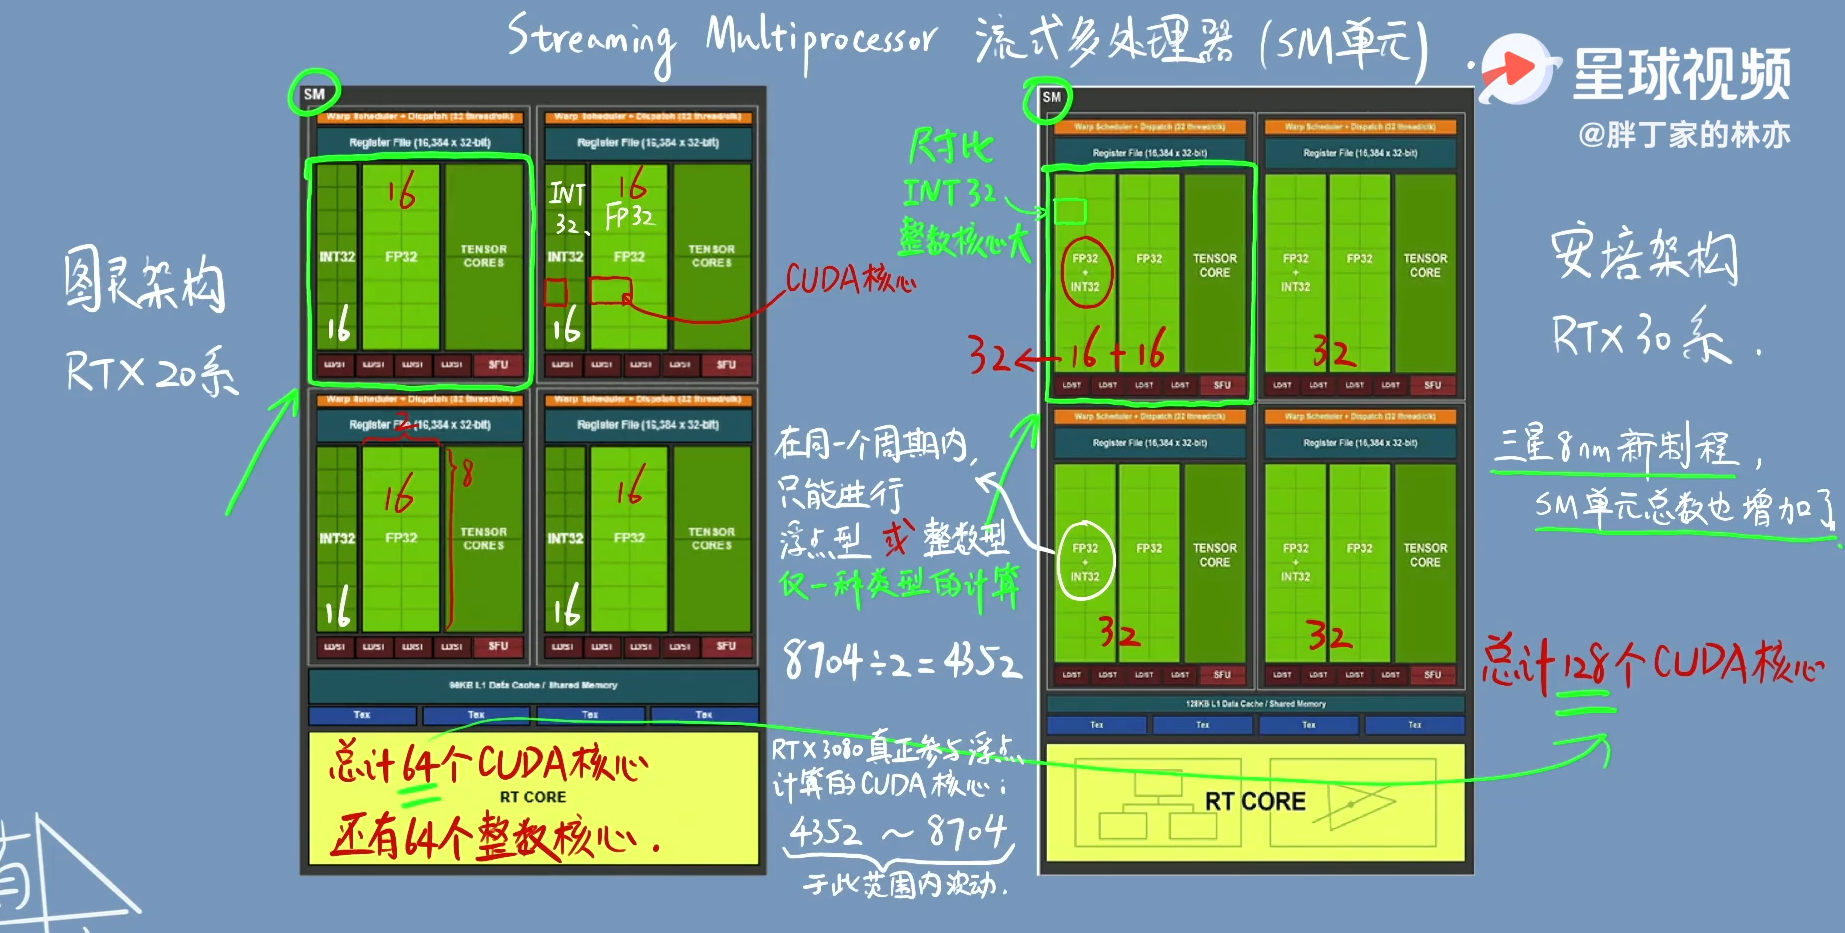 Streaming Multiprocessor 流式多处理器 (SM单元) .
星球视频
@胖丁家的林亦
图灵架构
RTX 20系
SM
Warp Scheduler + Dispatch (32 thread/clk)
Register File (16,384 x 32-bit)
16
INT32
FP32
TENSOR
CORES
16
LD/ST LD/ST LD/ST LD/ST SFU
Warp Scheduler + Dispatch (32 thread/clk)
Register File (16,384 x 32-bit)
INT
32、
16
FP32
INT32
FP32
TENSOR
CORES
16
LD/ST LD/ST LD/ST LD/ST SFU
CUDA核心
Warp Scheduler + Dispatch (32 thread/clk)
Register File (16,384 x 32-bit)
2
8
16
INT32
FP32
TENSOR
CORES
16
LD/ST LD/ST LD/ST LD/ST SFU
Warp Scheduler + Dispatch (32 thread/clk)
Register File (16,384 x 32-bit)
16
INT32
FP32
TENSOR
CORES
16
LD/ST LD/ST LD/ST LD/ST SFU
96KB L1 Data Cache / Shared Memory
Tex Tex Tex Tex
总计64个CUDA核心
RT CORE
还有64个整数核心.
尺寸比
INT32
整数核心大
在同一个周期内,
只能进行
浮点型 或 整数型
仅一种类型的计算
8704÷2=4352
RTX3080真正参与浮点
计算的CUDA核心:
4352 ~ 8704
于此范围内波动.
SM
Warp Scheduler + Dispatch (32 thread/clk)
Register File (16,384 x 32-bit)
FP32
+
INT32
FP32
TENSOR
CORE
32←16+16
LD/ST LD/ST LD/ST LD/ST SFU
Warp Scheduler + Dispatch (32 thread/clk)
Register File (16,384 x 32-bit)
FP32
+
INT32
FP32
TENSOR
CORE
32
LD/ST LD/ST LD/ST LD/ST SFU
Warp Scheduler + Dispatch (32 thread/clk)
Register File (16,384 x 32-bit)
FP32
+
INT32
FP32
TENSOR
CORE
32
LD/ST LD/ST LD/ST LD/ST SFU
Warp Scheduler + Dispatch (32 thread/clk)
Register File (16,384 x 32-bit)
FP32
+
INT32
FP32
TENSOR
CORE
32
LD/ST LD/ST LD/ST LD/ST SFU
128KB L1 Data Cache / Shared Memory
Tex Tex Tex Tex
RT CORE
安培架构
RTX 30系.
三星8nm新制程,
SM单元总数也增加了
总计128个CUDA核心